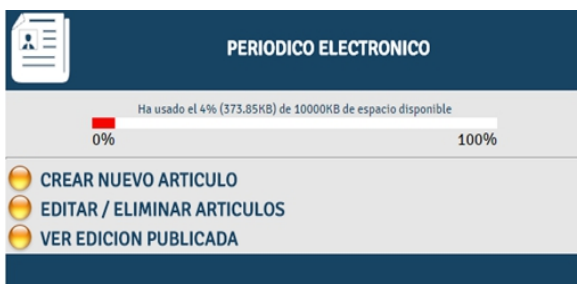 PERIODICO ELECTRONICO
Ha usado el 4% (373.85KB) de 10000KB de espacio disponible
0% 100%
CREAR NUEVO ARTICULO
EDITAR / ELIMINAR ARTICULOS
VER EDICION PUBLICADA